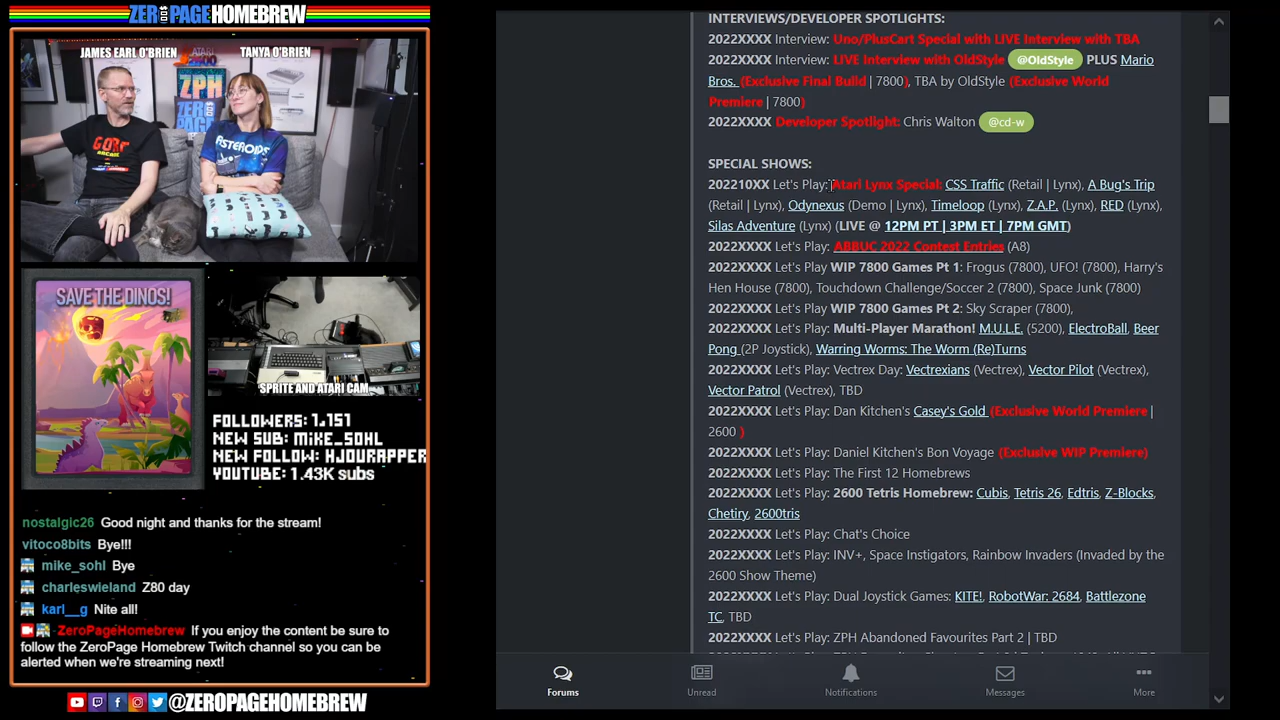 ZERO PAGE HOMEBREW
JAMES EARL O'BRIEN
TANYA O'BRIEN
ATARI
ZPH
ZERO
PAGE
GORF
ARCADE
ASTEROIDS
SAVE THE DINOS!
SPRITE AND ATARI CAM
FOLLOWERS: 1,151
NEW SUB: MIKE_SOHL
NEW FOLLOW: HJOURAPPER
YOUTUBE: 1.43K subs
nostalgic26 Good night and thanks for the stream!
vitoco8bits Bye!!!
mike_sohl Bye
charleswieland Z80 day
karl__g Nite all!
ZeroPageHomebrew If you enjoy the content be sure to
follow the ZeroPage Homebrew Twitch channel so you can
be alerted when we're streaming next!
@ZEROPAGEHOMEBREW
INTERVIEWS/DEVELOPER SPOTLIGHTS:
2022XXXX Interview: Uno/PlusCart Special with LIVE Interview with TBA
2022XXXX Interview: LIVE Interview with OldStyle @OldStyle PLUS Mario
Bros. (Exclusive Final Build | 7800), TBA by OldStyle (Exclusive World
Premiere | 7800)
2022XXXX Developer Spotlight: Chris Walton @cd-w
SPECIAL SHOWS:
202210XX Let's Play: Atari Lynx Special: CSS Traffic (Retail | Lynx), A Bug's Trip
(Retail | Lynx), Odynexus (Demo | Lynx), Timeloop (Lynx), Z.A.P. (Lynx), RED (Lynx),
Silas Adventure (Lynx) (LIVE @ 12PM PT | 3PM ET | 7PM GMT)
2022XXXX Let's Play: ABBUC 2022 Contest Entries (A8)
2022XXXX Let's Play WIP 7800 Games Pt 1: Frogus (7800), UFO! (7800), Harry's
Hen House (7800), Touchdown Challenge/Soccer 2 (7800), Space Junk (7800)
2022XXXX Let's Play WIP 7800 Games Pt 2: Sky Scraper (7800),
2022XXXX Let's Play: Multi-Player Marathon! M.U.L.E. (5200), ElectroBall, Beer
Pong (2P Joystick), Warring Worms: The Worm (Re)Turns
2022XXXX Let's Play: Vectrex Day: Vectrexians (Vectrex), Vector Pilot (Vectrex),
Vector Patrol (Vectrex), TBD
2022XXXX Let's Play: Dan Kitchen's Casey's Gold (Exclusive World Premiere |
2600 )
2022XXXX Let's Play: Daniel Kitchen's Bon Voyage (Exclusive WIP Premiere)
2022XXXX Let's Play: The First 12 Homebrews
2022XXXX Let's Play: 2600 Tetris Homebrew: Cubis, Tetris 26, Edtris, Z-Blocks,
Chetiry, 2600tris
2022XXXX Let's Play: Chat's Choice
2022XXXX Let's Play: INV+, Space Instigators, Rainbow Invaders (Invaded by the
2600 Show Theme)
2022XXXX Let's Play: Dual Joystick Games: KITE!, RobotWar: 2684, Battlezone
TC, TBD
2022XXXX Let's Play: ZPH Abandoned Favourites Part 2 | TBD
Forums
Unread
Notifications
Messages
More